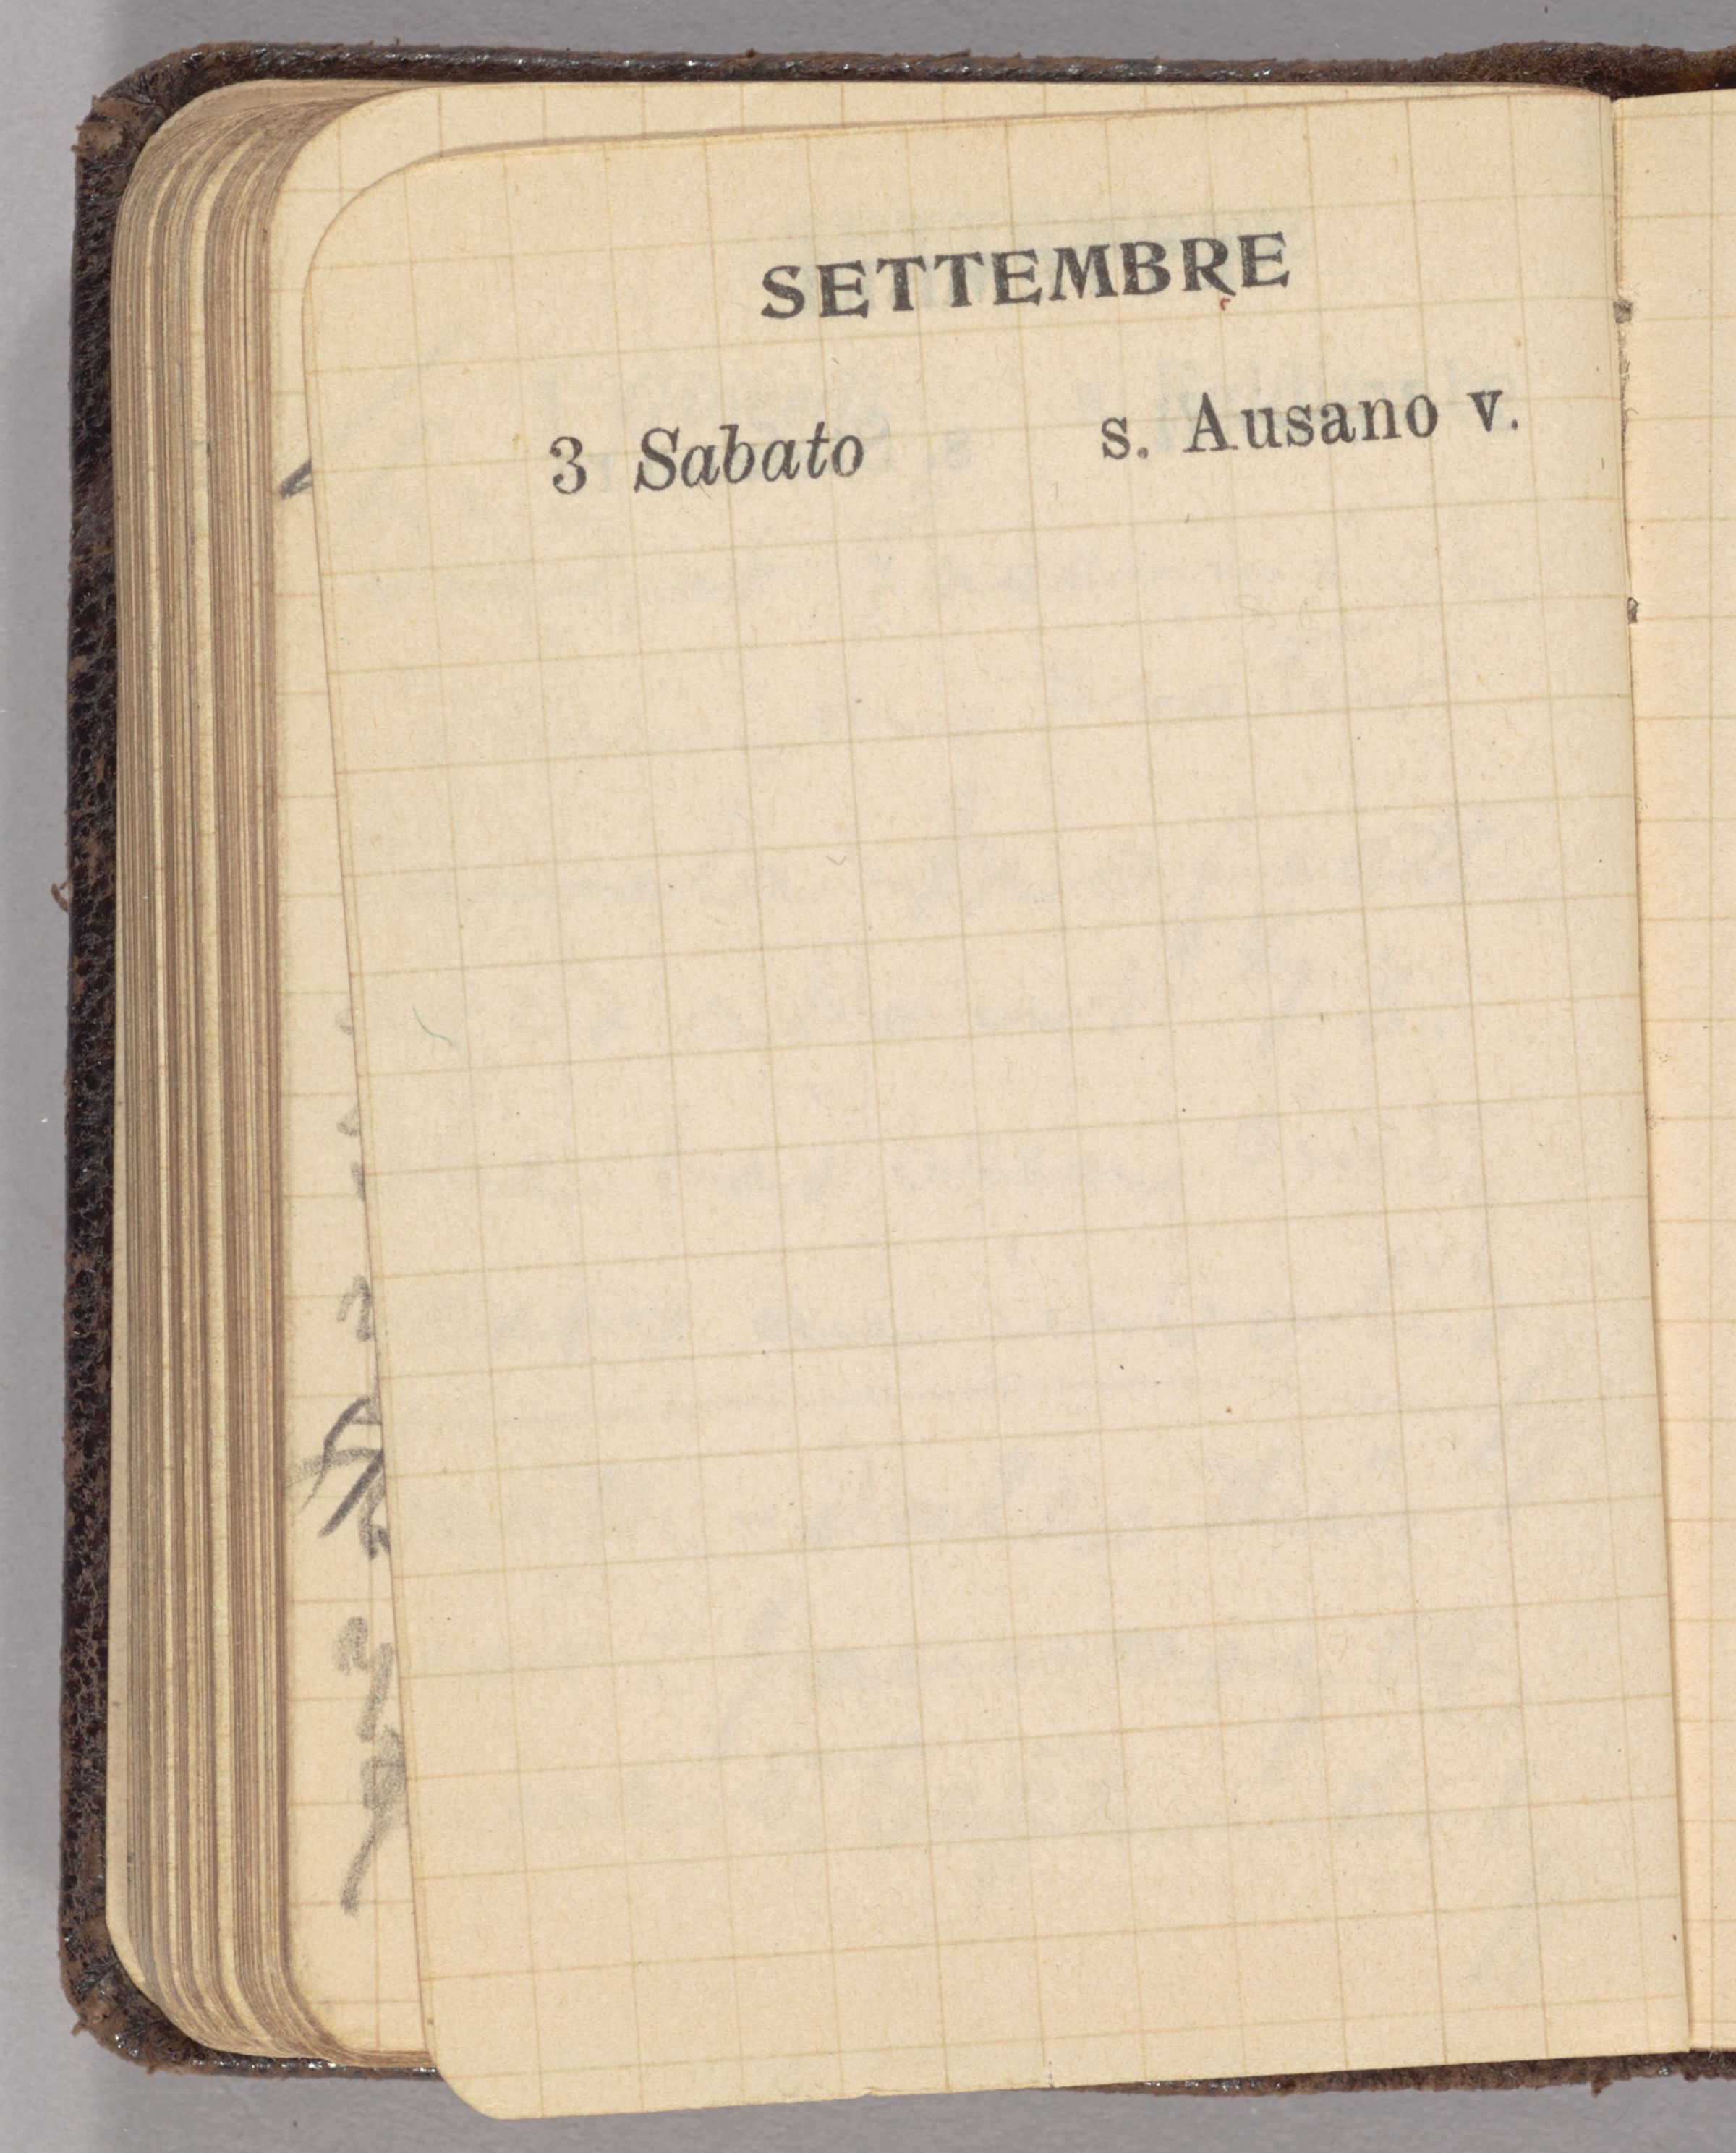 SETTEMBRE
3 Sabato s. Ausano v.